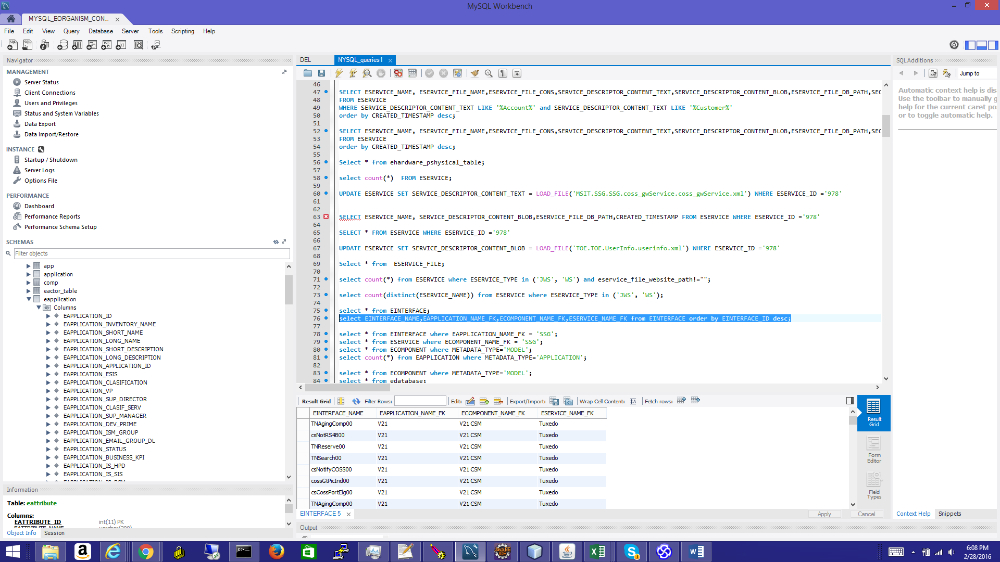 MySQL Workbench
MYSQL_EORGANISM_CON...
File Edit View Query Database Server Tools Scripting Help
Navigator
MANAGEMENT
Server Status
Client Connections
Users and Privileges
Status and System Variables
Data Export
Data Import/Restore
INSTANCE
Startup / Shutdown
Server Logs
Options File
PERFORMANCE
Dashboard
Performance Reports
Performance Schema Setup
SCHEMAS
Filter objects
app
application
comp
eactor_table
eapplication
Columns
EAPPLICATION_ID
EAPPLICATION_INVENTORY_NAME
EAPPLICATION_SHORT_NAME
EAPPLICATION_LONG_NAME
EAPPLICATION_SHORT_DESCRIPTION
EAPPLICATION_LONG_DESCRIPTION
EAPPLICATION_APPLICATION_ID
EAPPLICATION_ESIS
EAPPLICATION_CLASIFICATION
EAPPLICATION_VP
EAPPLICATION_SUP_DIRECTOR
EAPPLICATION_CLASIF_SERV
EAPPLICATION_SUP_MANAGER
EAPPLICATION_DEV_PRIME
EAPPLICATION_ISM_GROUP
EAPPLICATION_EMAIL_GROUP_DL
EAPPLICATION_STATUS
EAPPLICATION_BUSINESS_KPI
EAPPLICATION_IS_HPD
EAPPLICATION_IS_SIS
Information
Table: eattribute
Columns:
EATTRIBUTE_ID int(11) PK
EATTRIBUTE_NAME varchar(200)
Object Info Session
DEL NYSQL_queries1
46
47 SELECT ESERVICE_NAME, ESERVICE_FILE_NAME,ESERVICE_FILE_CONS,SERVICE_DESCRIPTOR_CONTENT_TEXT,SERVICE_DESCRIPTOR_CONTENT_BLOB,ESERVICE_FILE_DB_PATH,SEC
48 FROM ESERVICE
49 WHERE SERVICE_DESCRIPTOR_CONTENT_TEXT LIKE '%Account%' and SERVICE_DESCRIPTOR_CONTENT_TEXT LIKE '%Customer%'
50 order by CREATED_TIMESTAMP desc;
51
52 SELECT ESERVICE_NAME, ESERVICE_FILE_NAME,ESERVICE_FILE_CONS,SERVICE_DESCRIPTOR_CONTENT_TEXT,SERVICE_DESCRIPTOR_CONTENT_BLOB,ESERVICE_FILE_DB_PATH,SEC
53 FROM ESERVICE
54 order by CREATED_TIMESTAMP desc;
55
56 Select * from ehardware_pshysical_table;
57
58 select count(*) FROM ESERVICE;
59
60 UPDATE ESERVICE SET SERVICE_DESCRIPTOR_CONTENT_TEXT = LOAD_FILE('MSIT.SSG.SSG.coss_gwService.coss_gwService.xml') WHERE ESERVICE_ID ='978'
61
62
63 SELECT ESERVICE_NAME, SERVICE_DESCRIPTOR_CONTENT_BLOB,ESERVICE_FILE_DB_PATH,CREATED_TIMESTAMP FROM ESERVICE WHERE ESERVICE_ID ='978'
64
65 SELECT * FROM ESERVICE WHERE ESERVICE_ID ='978'
66
67 UPDATE ESERVICE SET SERVICE_DESCRIPTOR_CONTENT_BLOB = LOAD_FILE('TOE.TOE.UserInfo.userinfo.xml') WHERE ESERVICE_ID ='978'
68
69 Select * from ESERVICE_FILE;
70
71 select count(*) from ESERVICE where ESERVICE_TYPE in ('JWS', 'WS') and eservice_file_website_path!="";
72
73 select count(distinct(ESERVICE_NAME)) from ESERVICE where ESERVICE_TYPE in ('JWS', 'WS');
74
75 select * from EINTERFACE;
76 select EINTERFACE_NAME,EAPPLICATION_NAME_FK,ECOMPONENT_NAME_FK,ESERVICE_NAME_FK from EINTERFACE order by EINTERFACE_ID desc;
77
78 select * from EINTERFACE where EAPPLICATION_NAME_FK = 'SSG';
79 select * from ESERVICE where ECOMPONENT_NAME_FK = 'SSG';
80 select * from ECOMPONENT where METADATA_TYPE='MODEL';
81 select count(*) from EAPPLICATION where METADATA_TYPE='APPLICATION';
82
83 select * from ECOMPONENT where METADATA_TYPE='MODEL';
84 select * from edatabase;
Result Grid Filter Rows: Edit: Export/Import: Wrap Cell Content: Fetch rows:
EINTERFACE_NAME EAPPLICATION_NAME_FK ECOMPONENT_NAME_FK ESERVICE_NAME_FK
TNAgingComp00 V21 V21 CSM Tuxedo
csNotRS4B00 V21 V21 CSM Tuxedo
TNReserve00 V21 V21 CSM Tuxedo
TNSearch00 V21 V21 CSM Tuxedo
csNotifyCOSS00 V21 V21 CSM Tuxedo
cossGtPicInd00 V21 V21 CSM Tuxedo
csCossPortElg00 V21 V21 CSM Tuxedo
TNAgingComp00 V21 V21 CSM Tuxedo
EINTERFACE 5
Apply Cancel
Output
Result
Grid
Form
Editor
Field
Types
SQLAdditions
Jump to
Automatic context help is dis
Use the toolbar to manually g
help for the current caret po
or to toggle automatic help.
Context Help Snippets
6:08 PM
2/28/2016